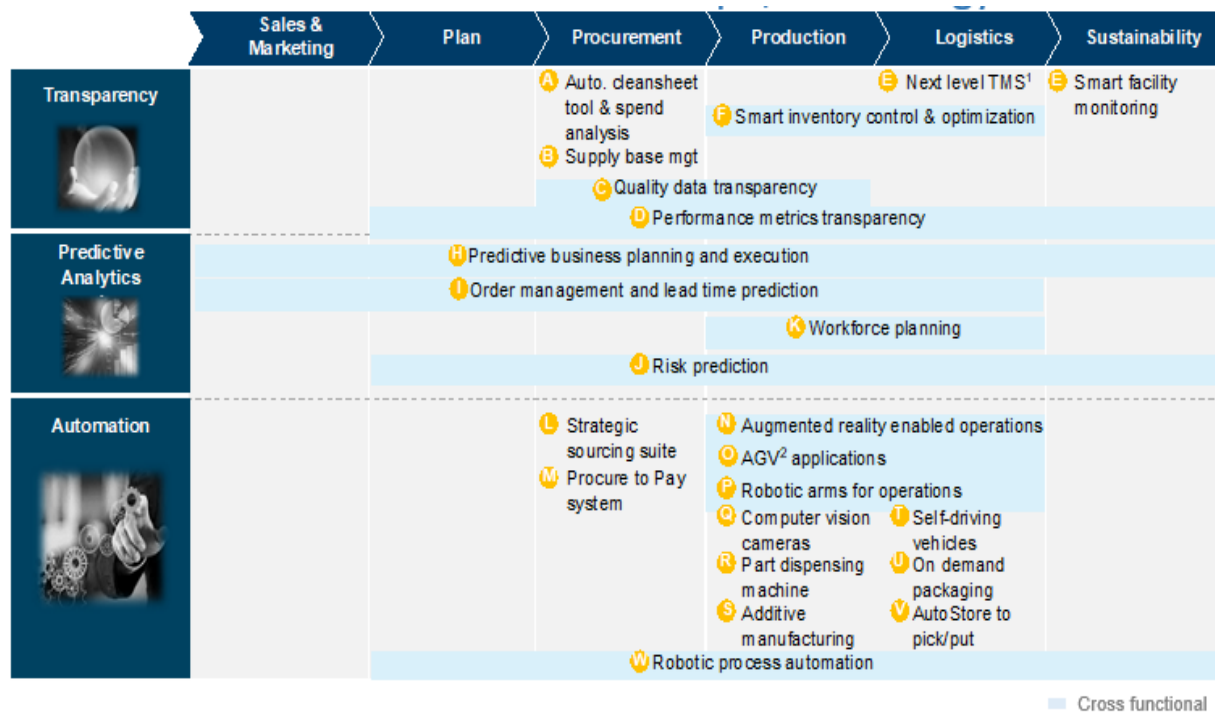 Sales &
Marketing
Plan
Procurement
Production
Logistics
Sustainability
Transparency
A Auto. cleansheet
tool & spend
analysis
B Supply base mgt
E Next level TMS¹
E Smart facility
monitoring
F Smart inventory control & optimization
C Quality data transparency
D Performance metrics transparency
Predictive
Analytics
H Predictive business planning and execution
I Order management and lead time prediction
K Workforce planning
J Risk prediction
Automation
L Strategic
sourcing suite
M Procure to Pay
system
N Augmented reality enabled operations
O AGV² applications
P Robotic arms for operations
Q Computer vision
cameras
R Part dispensing
machine
S Additive
manufacturing
T Self-driving
vehicles
U On demand
packaging
V AutoStore to
pick/put
W Robotic process automation
Cross functional